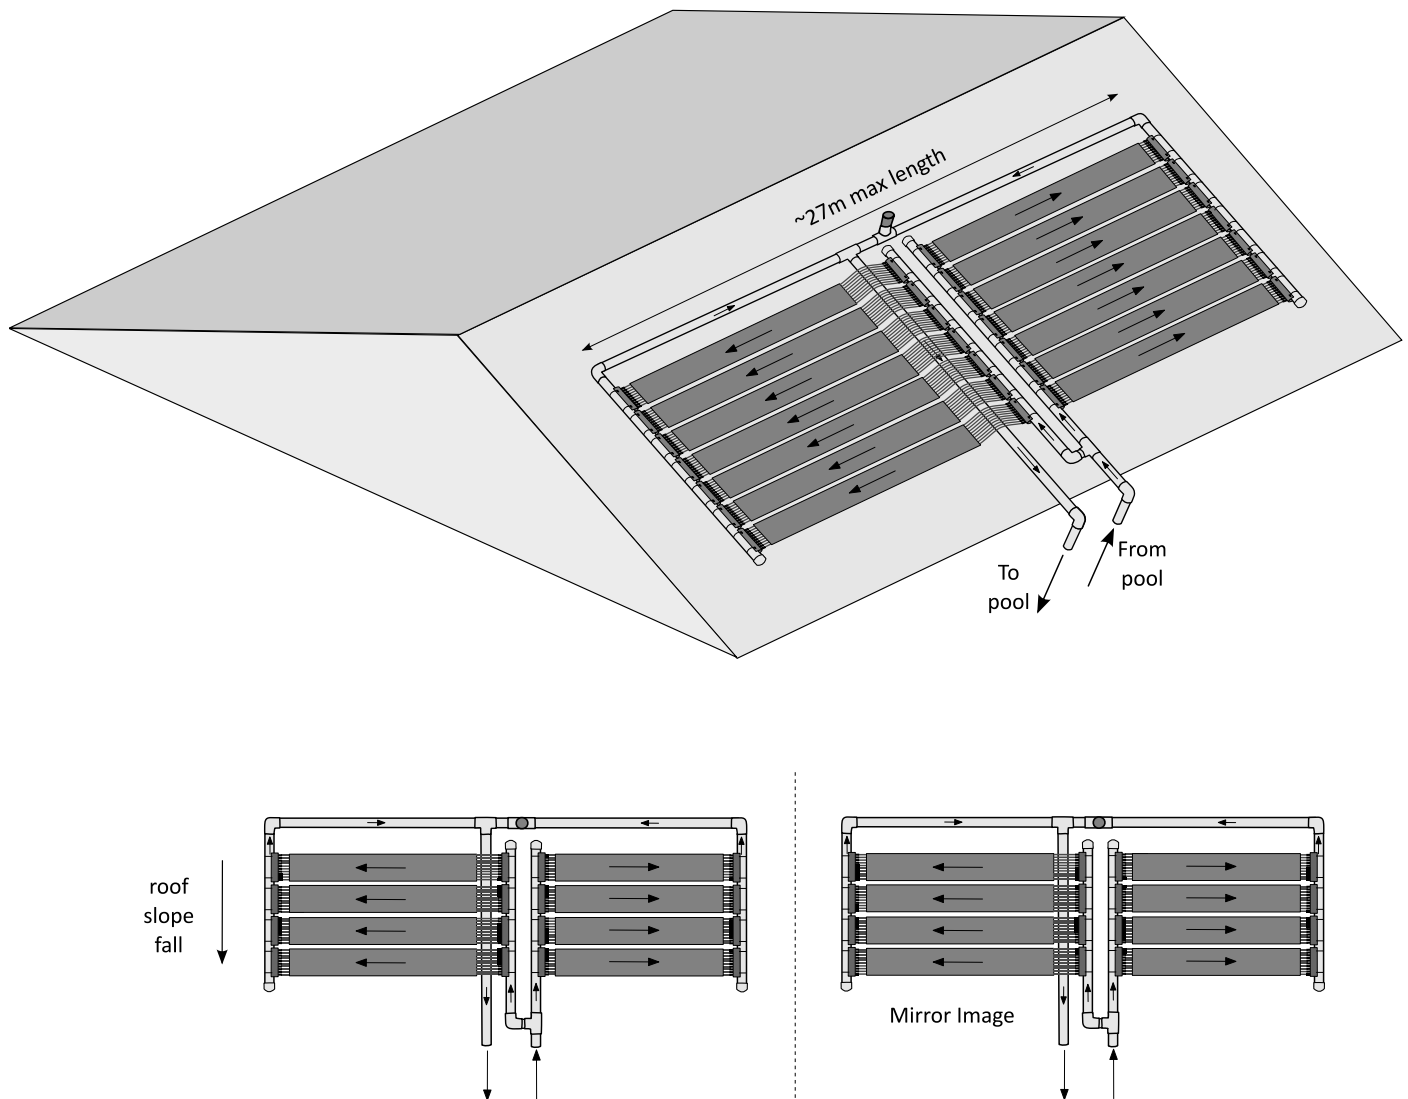 ~27m max length
From
pool
To
pool
roof
slope
fall
Mirror Image